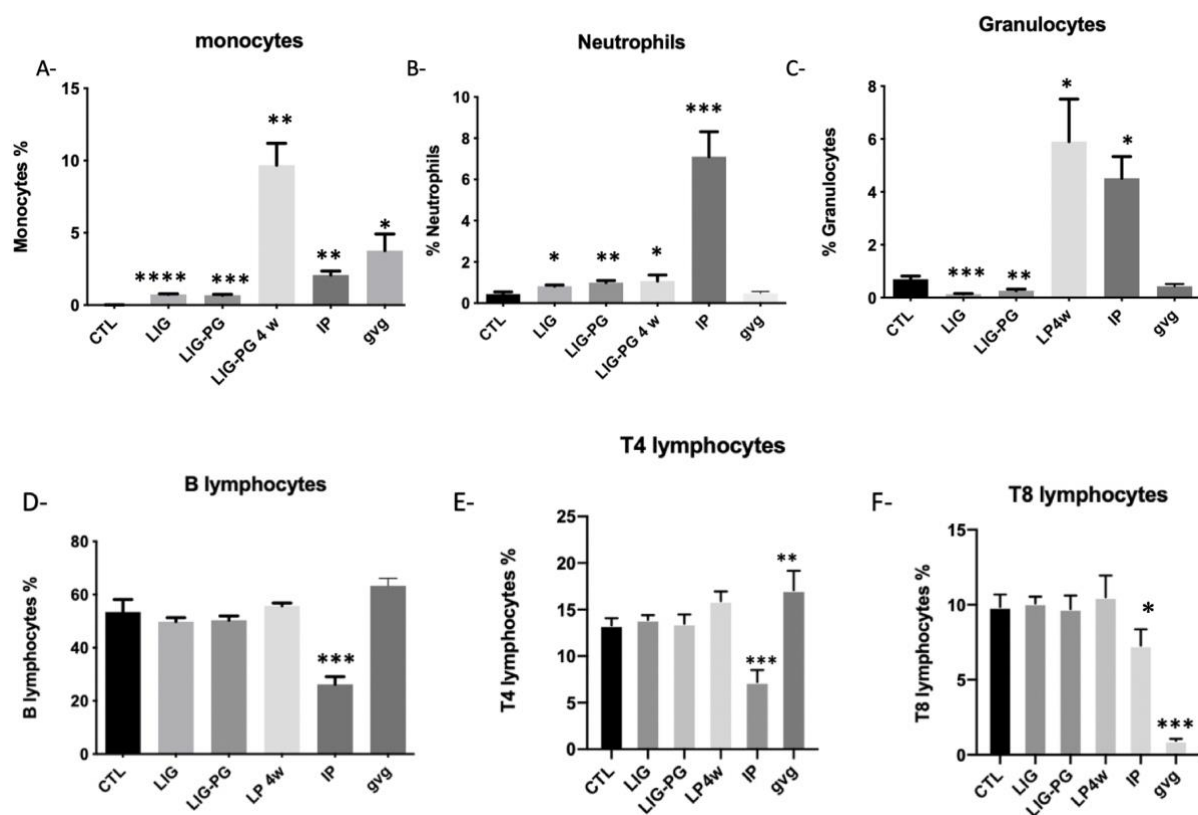 monocytes
A-
Monocytes %
15
10
5
0
****
***
**
**
*
CTL
LIG
LIG-PG
LIG-PG 4 w
IP
gvg
Neutrophils
B-
% Neutrophils
10
8
6
4
2
0
*
**
*
***
CTL
LIG
LIG-PG
LIG-PG 4 w
IP
gvg
Granulocytes
C-
% Granulocytes
8
6
4
2
0
***
**
*
*
CTL
LIG
LIG-PG
LP4w
IP
gvg
B lymphocytes
D-
B lymphocytes %
80
60
40
20
0
***
CTL
LIG
LIG-PG
LP 4w
IP
gvg
T4 lymphocytes
E-
T4 lymphocytes %
25
20
15
10
5
0
***
**
CTL
LIG
LIG-PG
LP4w
IP
gvg
T8 lymphocytes
F-
T8 lymphocytes %
15
10
5
0
*
***
CTL
LIG
LIG-PG
LP4w
IP
gvg